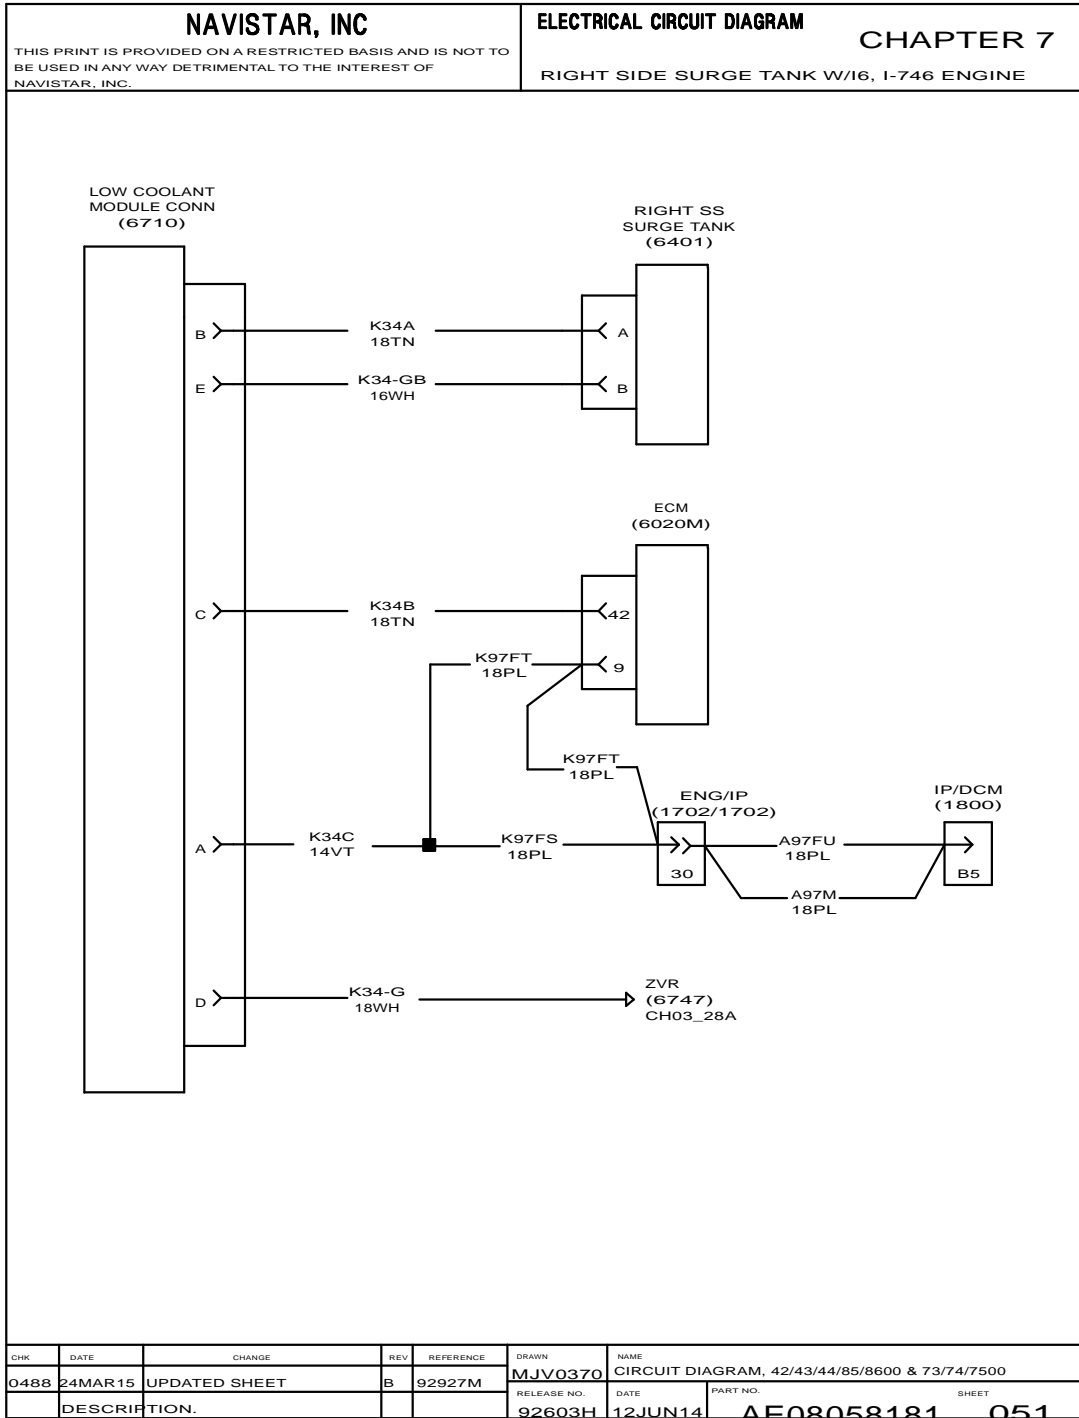 NAVISTAR, INC
THIS PRINT IS PROVIDED ON A RESTRICTED BASIS AND IS NOT TO
BE USED IN ANY WAY DETRIMENTAL TO THE INTEREST OF
NAVISTAR, INC.
ELECTRICAL CIRCUIT DIAGRAM
CHAPTER 7
RIGHT SIDE SURGE TANK W/I6, I-746 ENGINE
LOW COOLANT
MODULE CONN
(6710)
RIGHT SS
SURGE TANK
(6401)
B
K34A
18TN
A
E
K34-GB
16WH
B
ECM
(6020M)
C
K34B
18TN
42
K97FT
18PL
9
K97FT
18PL
ENG/IP
(1702/1702)
IP/DCM
(1800)
A
K34C
14VT
K97FS
18PL
30
A97FU
18PL
B5
A97M
18PL
D
K34-G
18WH
ZVR
(6747)
CH03_28A
CHK DATE CHANGE REV REFERENCE
0488 24MAR15 UPDATED SHEET B 92927M
DESCRIPTION.
DRAWN
MJV0370
NAME
CIRCUIT DIAGRAM, 42/43/44/85/8600 & 73/74/7500
RELEASE NO. DATE PART NO. SHEET
92603H 12JUN14 AE08058181 051